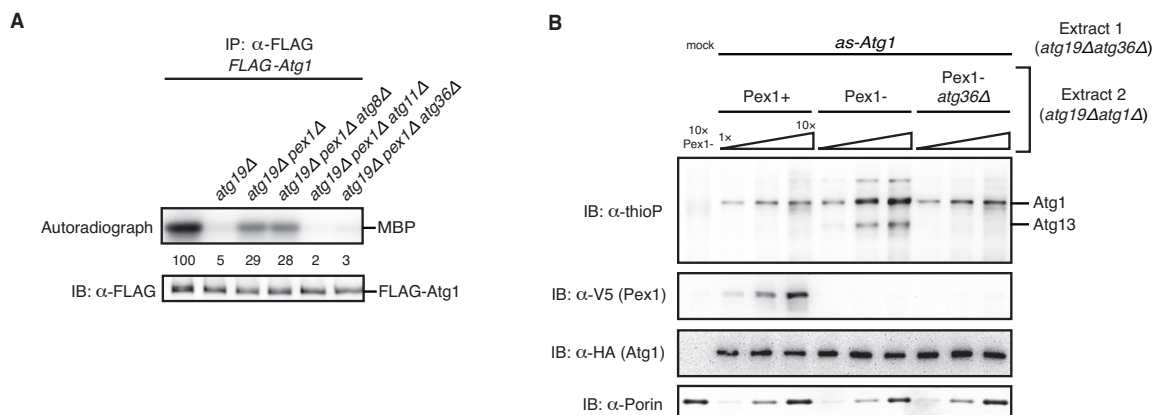 A
IP: α-FLAG
FLAG-Atg1
atg19Δ
atg19Δ pex1Δ
atg19Δ pex1Δ atg8Δ
atg19Δ pex1Δ atg11Δ
atg19Δ pex1Δ atg36Δ
Autoradiograph
MBP
100 5 29 28 2 3
IB: α-FLAG
FLAG-Atg1
B
mock
as-Atg1
Extract 1
(atg19Δatg36Δ)
Pex1+
Pex1-
Pex1-
atg36Δ
Extract 2
(atg19Δatg1Δ)
10×
Pex1-
1×
10×
IB: α-thioP
Atg1
Atg13
IB: α-V5 (Pex1)
IB: α-HA (Atg1)
IB: α-Porin